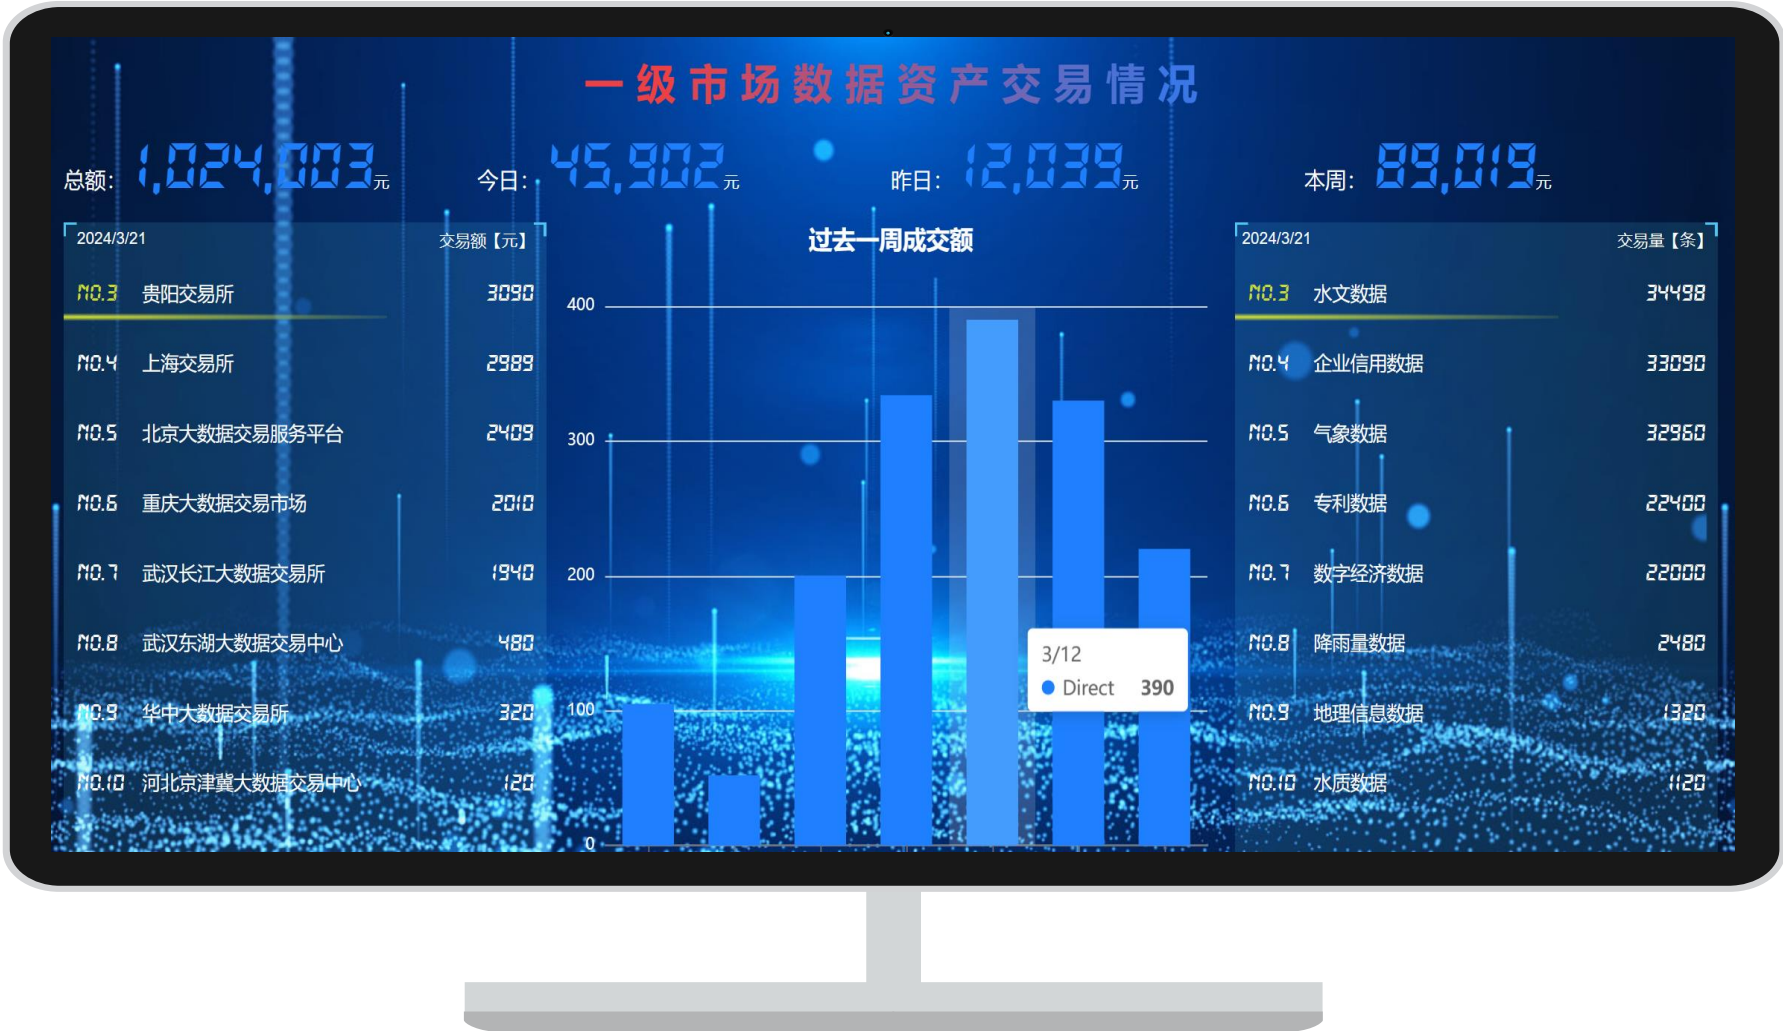 一级市场数据资产交易情况
总额: 1,024,003元
今日: 45,902元
昨日: 12,039元
本周: 89,019元
2024/3/21 交易额【元】
NO.3 贵阳交易所 3090
NO.4 上海交易所 2989
NO.5 北京大数据交易服务平台 2409
NO.6 重庆大数据交易市场 2010
NO.7 武汉长江大数据交易所 1940
NO.8 武汉东湖大数据交易中心 480
NO.9 华中大数据交易所 320
NO.10 河北京津冀大数据交易中心 120
过去一周成交额
400
300
200
100
0
3/12
Direct 390
2024/3/21 交易量【条】
NO.3 水文数据 34498
NO.4 企业信用数据 33090
NO.5 气象数据 32960
NO.6 专利数据 22400
NO.7 数字经济数据 22000
NO.8 降雨量数据 2480
NO.9 地理信息数据 1320
NO.10 水质数据 1120